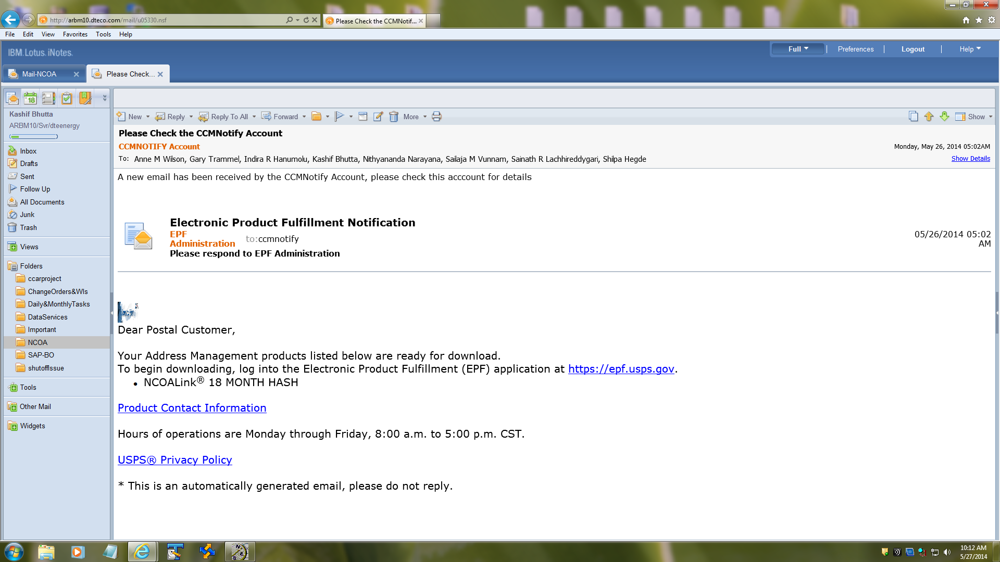 http://arbm10.dteco.com/mail/u05330.nsf
Please Check the CCMNotif...
File Edit View Favorites Tools Help
IBM.Lotus.iNotes.
Full Preferences Logout Help
Mail-NCOA
Please Check...
18
Kashif Bhutta
ARBM10/Svr/dteenergy
Inbox
Drafts
Sent
Follow Up
All Documents
Junk
Trash
Views
Folders
ccarproject
ChangeOrders&WIs
Daily&MonthlyTasks
DataServices
Important
NCOA
SAP-BO
shutoffIssue
Tools
Other Mail
Widgets
New Reply Reply To All Forward More Show
Please Check the CCMNotify Account
CCMNOTIFY Account
Monday, May 26, 2014 05:02AM
To: Anne M Wilson, Gary Trammel, Indira R Hanumolu, Kashif Bhutta, Nithyananda Narayana, Sailaja M Vunnam, Sainath R Lachhireddygari, Shilpa Hegde
Show Details
A new email has been received by the CCMNotify Account, please check this acccount for details
Electronic Product Fulfillment Notification
EPF
Administration
to:ccmnotify
05/26/2014 05:02
AM
Please respond to EPF Administration
Dear Postal Customer,
Your Address Management products listed below are ready for download.
To begin downloading, log into the Electronic Product Fulfillment (EPF) application at https://epf.usps.gov.
• NCOALink® 18 MONTH HASH
Product Contact Information
Hours of operations are Monday through Friday, 8:00 a.m. to 5:00 p.m. CST.
USPS® Privacy Policy
* This is an automatically generated email, please do not reply.
10:12 AM
5/27/2014